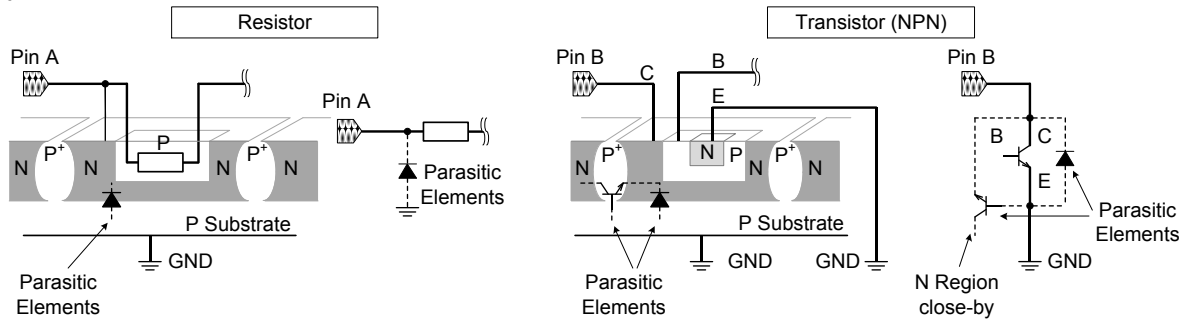 Resistor
Pin A
P
N
P+
N
P+
N
N
P Substrate
GND
Parasitic
Elements
Pin A
Parasitic
Elements
Transistor (NPN)
Pin B
C
B
E
N
P+
N
N
P
P+
N
N
P Substrate
GND
GND
Parasitic
Elements
Pin B
B
C
E
Parasitic
Elements
GND
N Region
close-by